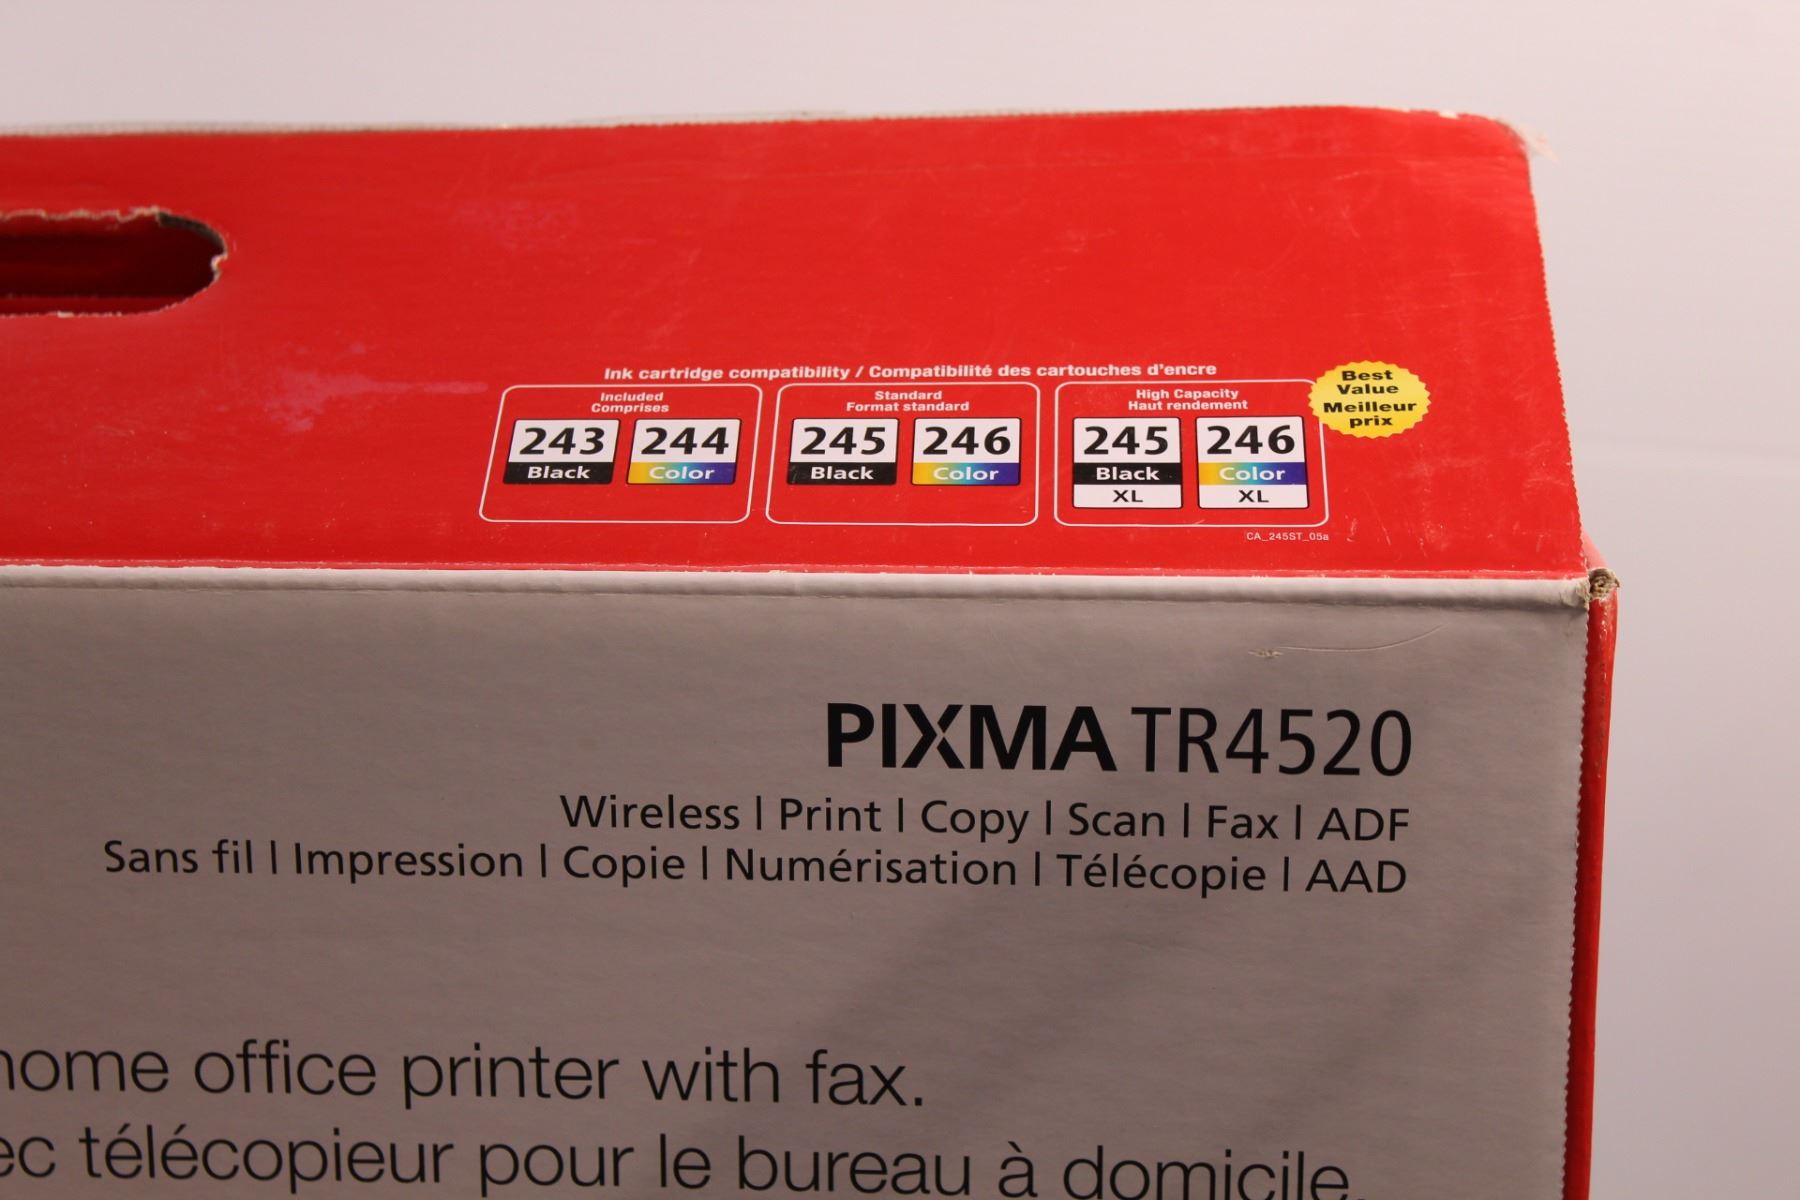 Ink cartridge compatibility / Compatibilité des cartouches d'encre
Included
Comprises
243
Black
244
Color
Standard
Format standard
245
Black
246
Color
High Capacity
Haut rendement
245
Black
XL
246
Color
XL
Best
Value
Meilleur
prix
CA_245ST_05a
PIXMA TR4520
Wireless | Print | Copy | Scan | Fax | ADF
Sans fil | Impression | Copie | Numérisation | Télécopie | AAD
home office printer with fax.
ec télécopieur pour le bureau à domicile.